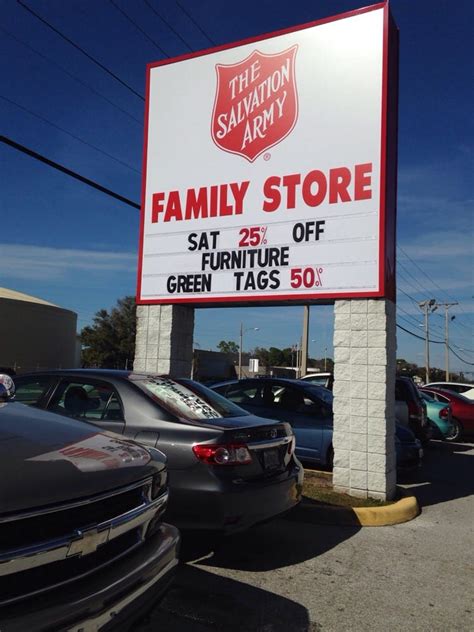 THE
SALVATION
ARMY
®
FAMILY STORE
SAT 25% OFF
FURNITURE
GREEN TAGS 50%